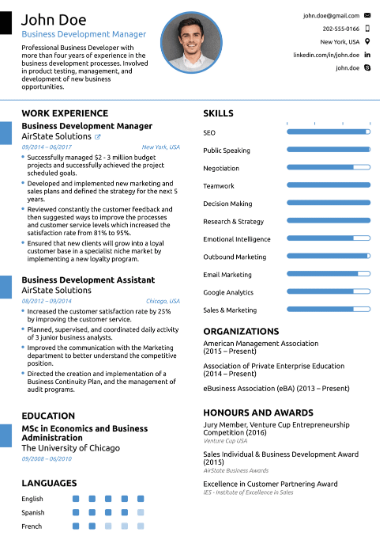 John Doe
Business Development Manager
Professional Business Developer with
more than four years of experience in the
business development processes. Involved
in product testing, management, and
development of new business
opportunities.
john.doe@gmail.com
202-555-0166
New York, USA
linkedin.com/in/john.doe
john.doe
WORK EXPERIENCE
Business Development Manager
AirState Solutions
09/2014 – 06/2017
New York, USA
Successfully managed $2 - 3 million budget
projects and successfully achieved the project
scheduled goals.
Developed and implemented new marketing and
sales plans and defined the strategy for the next 5
years.
Reviewed constantly the customer feedback and
then suggested ways to improve the processes
and customer service levels which increased the
satisfaction rate from 81% to 95%.
Ensured that new clients will grow into a loyal
customer base in a specialist niche market by
implementing a new loyalty program.
Business Development Assistant
AirState Solutions
08/2012 – 09/2014
Chicago, USA
Increased the customer satisfaction rate by 25%
by improving the customer service.
Planned, supervised, and coordinated daily activity
of 3 junior business analysts.
Improved the communication with the Marketing
department to better understand the competitive
position.
Directed the creation and implementation of a
Business Continuity Plan, and the management of
audit programs.
EDUCATION
MSc in Economics and Business
Administration
The University of Chicago
09/2008 – 06/2010
LANGUAGES
English
Spanish
French
SKILLS
SEO
Public Speaking
Negotiation
Teamwork
Decision Making
Research & Strategy
Emotional Intelligence
Outbound Marketing
Email Marketing
Google Analytics
Sales & Marketing
ORGANIZATIONS
American Management Association
(2015 – Present)
Association of Private Enterprise Education
(2014 – Present)
eBusiness Association (eBA) (2013 – Present)
HONOURS AND AWARDS
Jury Member, Venture Cup Entrepreneurship
Competition (2016)
Venture Cup USA
Sales Individual & Business Development Award
(2015)
AirState Business Awards
Excellence in Customer Partnering Award
IES - Institute of Excellence in Sales